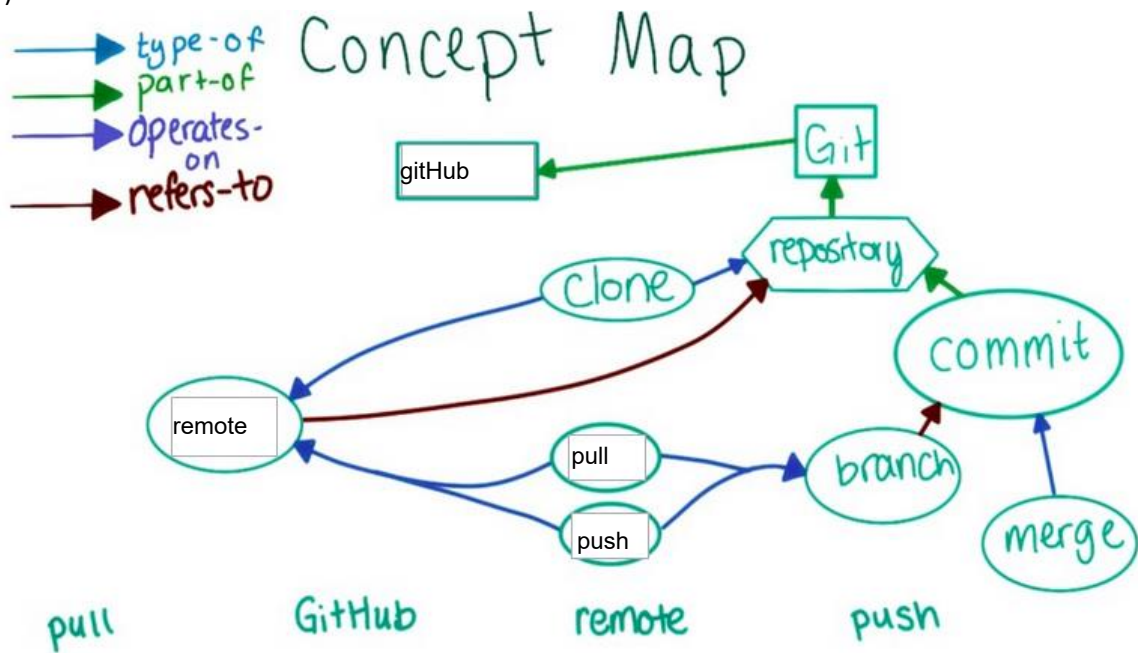 )
type-of
Concept Map
part-of
operates-
on
refers-to
Git
gitHub
repository
clone
commit
remote
pull
branch
push
merge
pull GitHub remote push